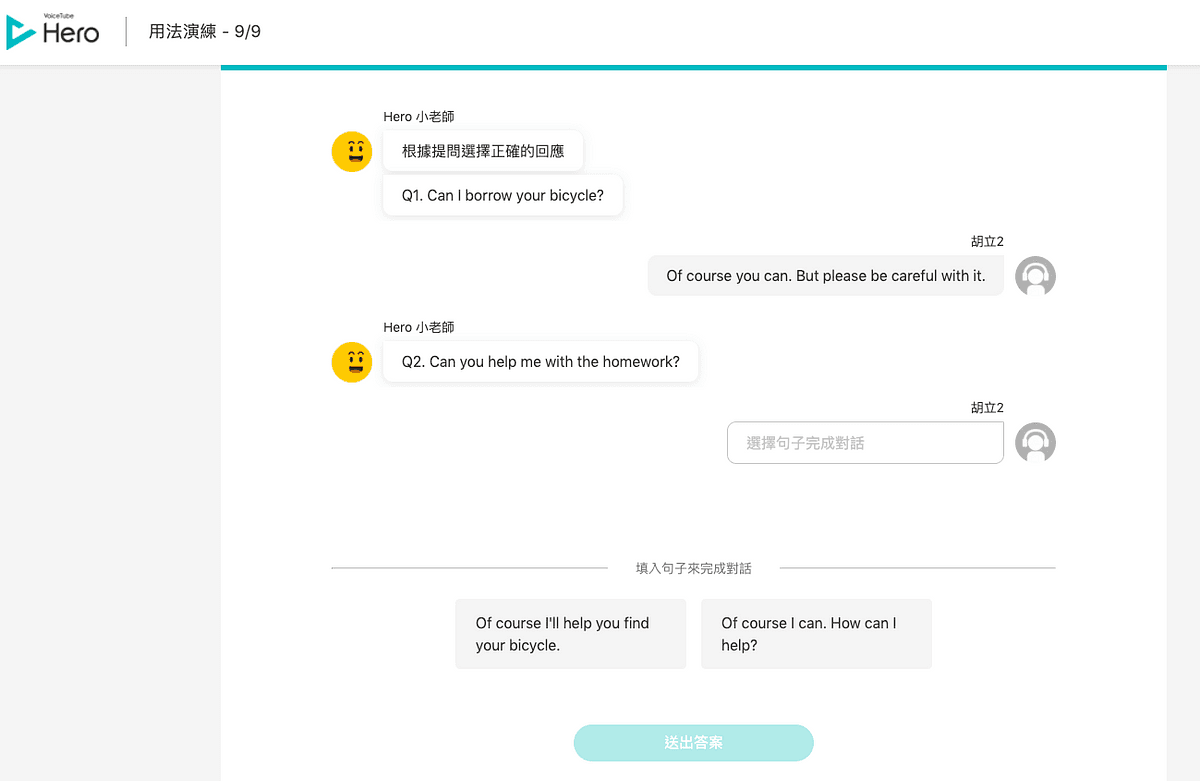 VoiceTube
Hero
用法演練 - 9/9
Hero 小老師
根據提問選擇正確的回應
Q1. Can I borrow your bicycle?
胡立2
Of course you can. But please be careful with it.
Hero 小老師
Q2. Can you help me with the homework?
胡立2
選擇句子完成對話
填入句子來完成對話
Of course I'll help you find
your bicycle.
Of course I can. How can I
help?
送出答案